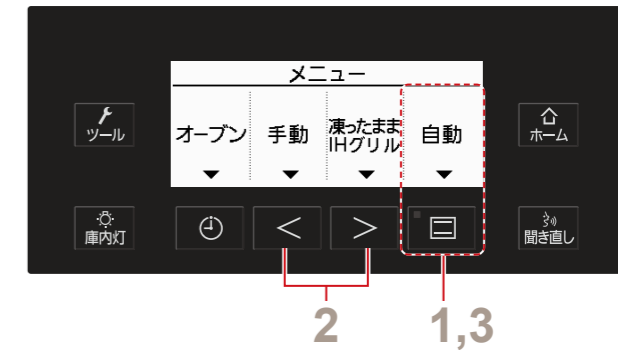 メニュー
ツール
オーブン
手動
凍ったまま
IHグリル
自動
ホーム
庫内灯
<
>
聞き直し
2
1,3